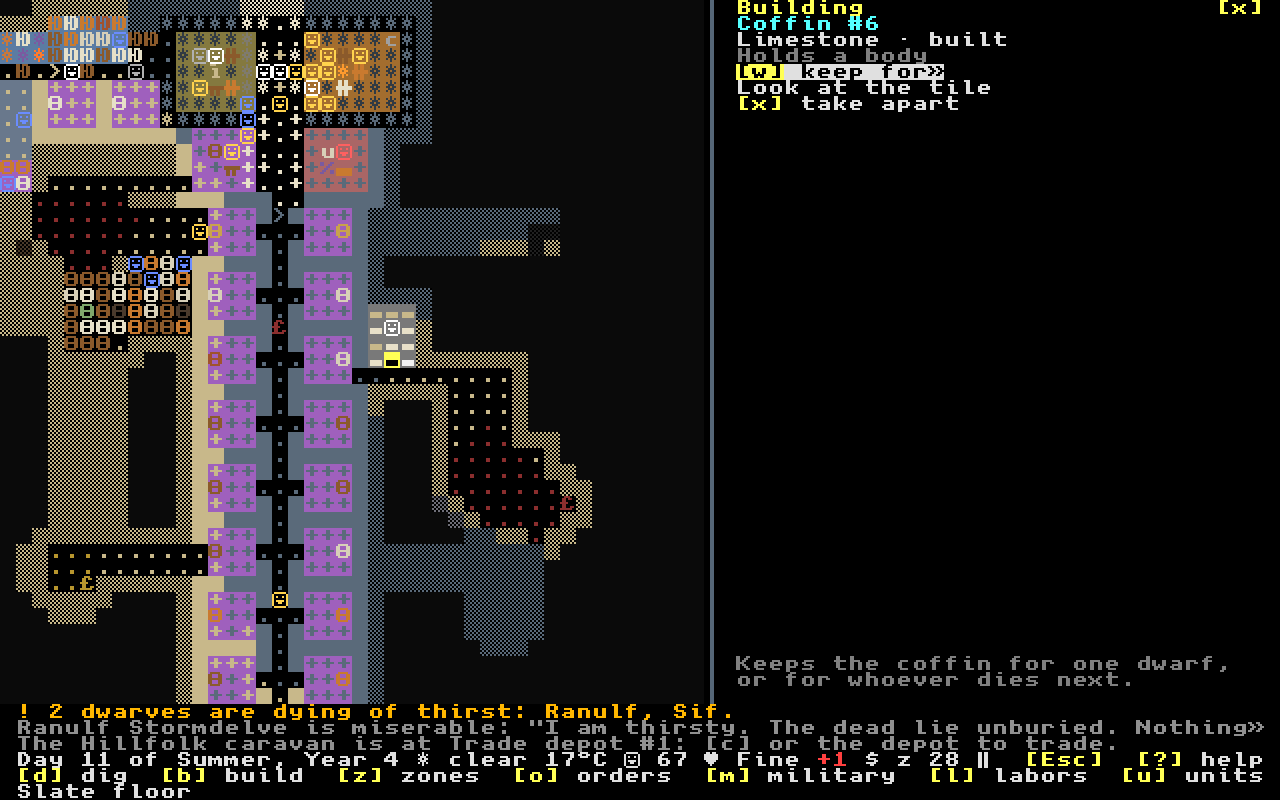 Building [x]
Coffin #6
Limestone · built
Holds a body
[w] keep for»
Look at the tile
[x] take apart
Keeps the coffin for one dwarf,
or for whoever dies next.
! 2 dwarves are dying of thirst: Ranulf, Sif.
Ranulf Stormdelve is miserable: "I am thirsty. The dead lie unburied. Nothing»
The Hillfolk caravan is at Trade depot #1: [c] or the depot to trade.
Day 11 of Summer, Year 4 * clear 17°C ☺ 67 ♥ Fine +1 $ z 28 ‖ [Esc] [?] help
[d] dig [b] build [z] zones [o] orders [m] military [l] labors [u] units
Slate floor